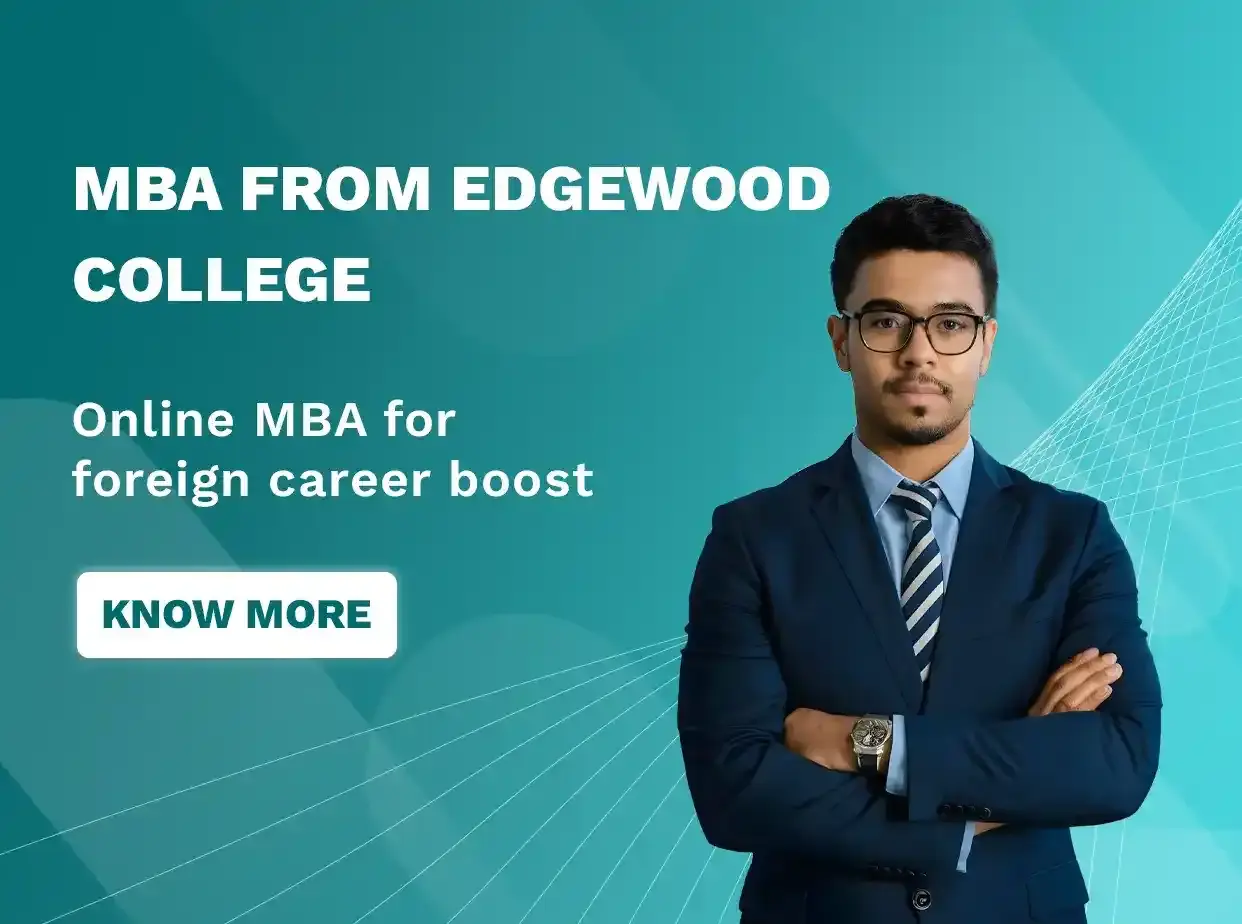 MBA FROM EDGEWOOD
COLLEGE
Online MBA for
foreign career boost
KNOW MORE